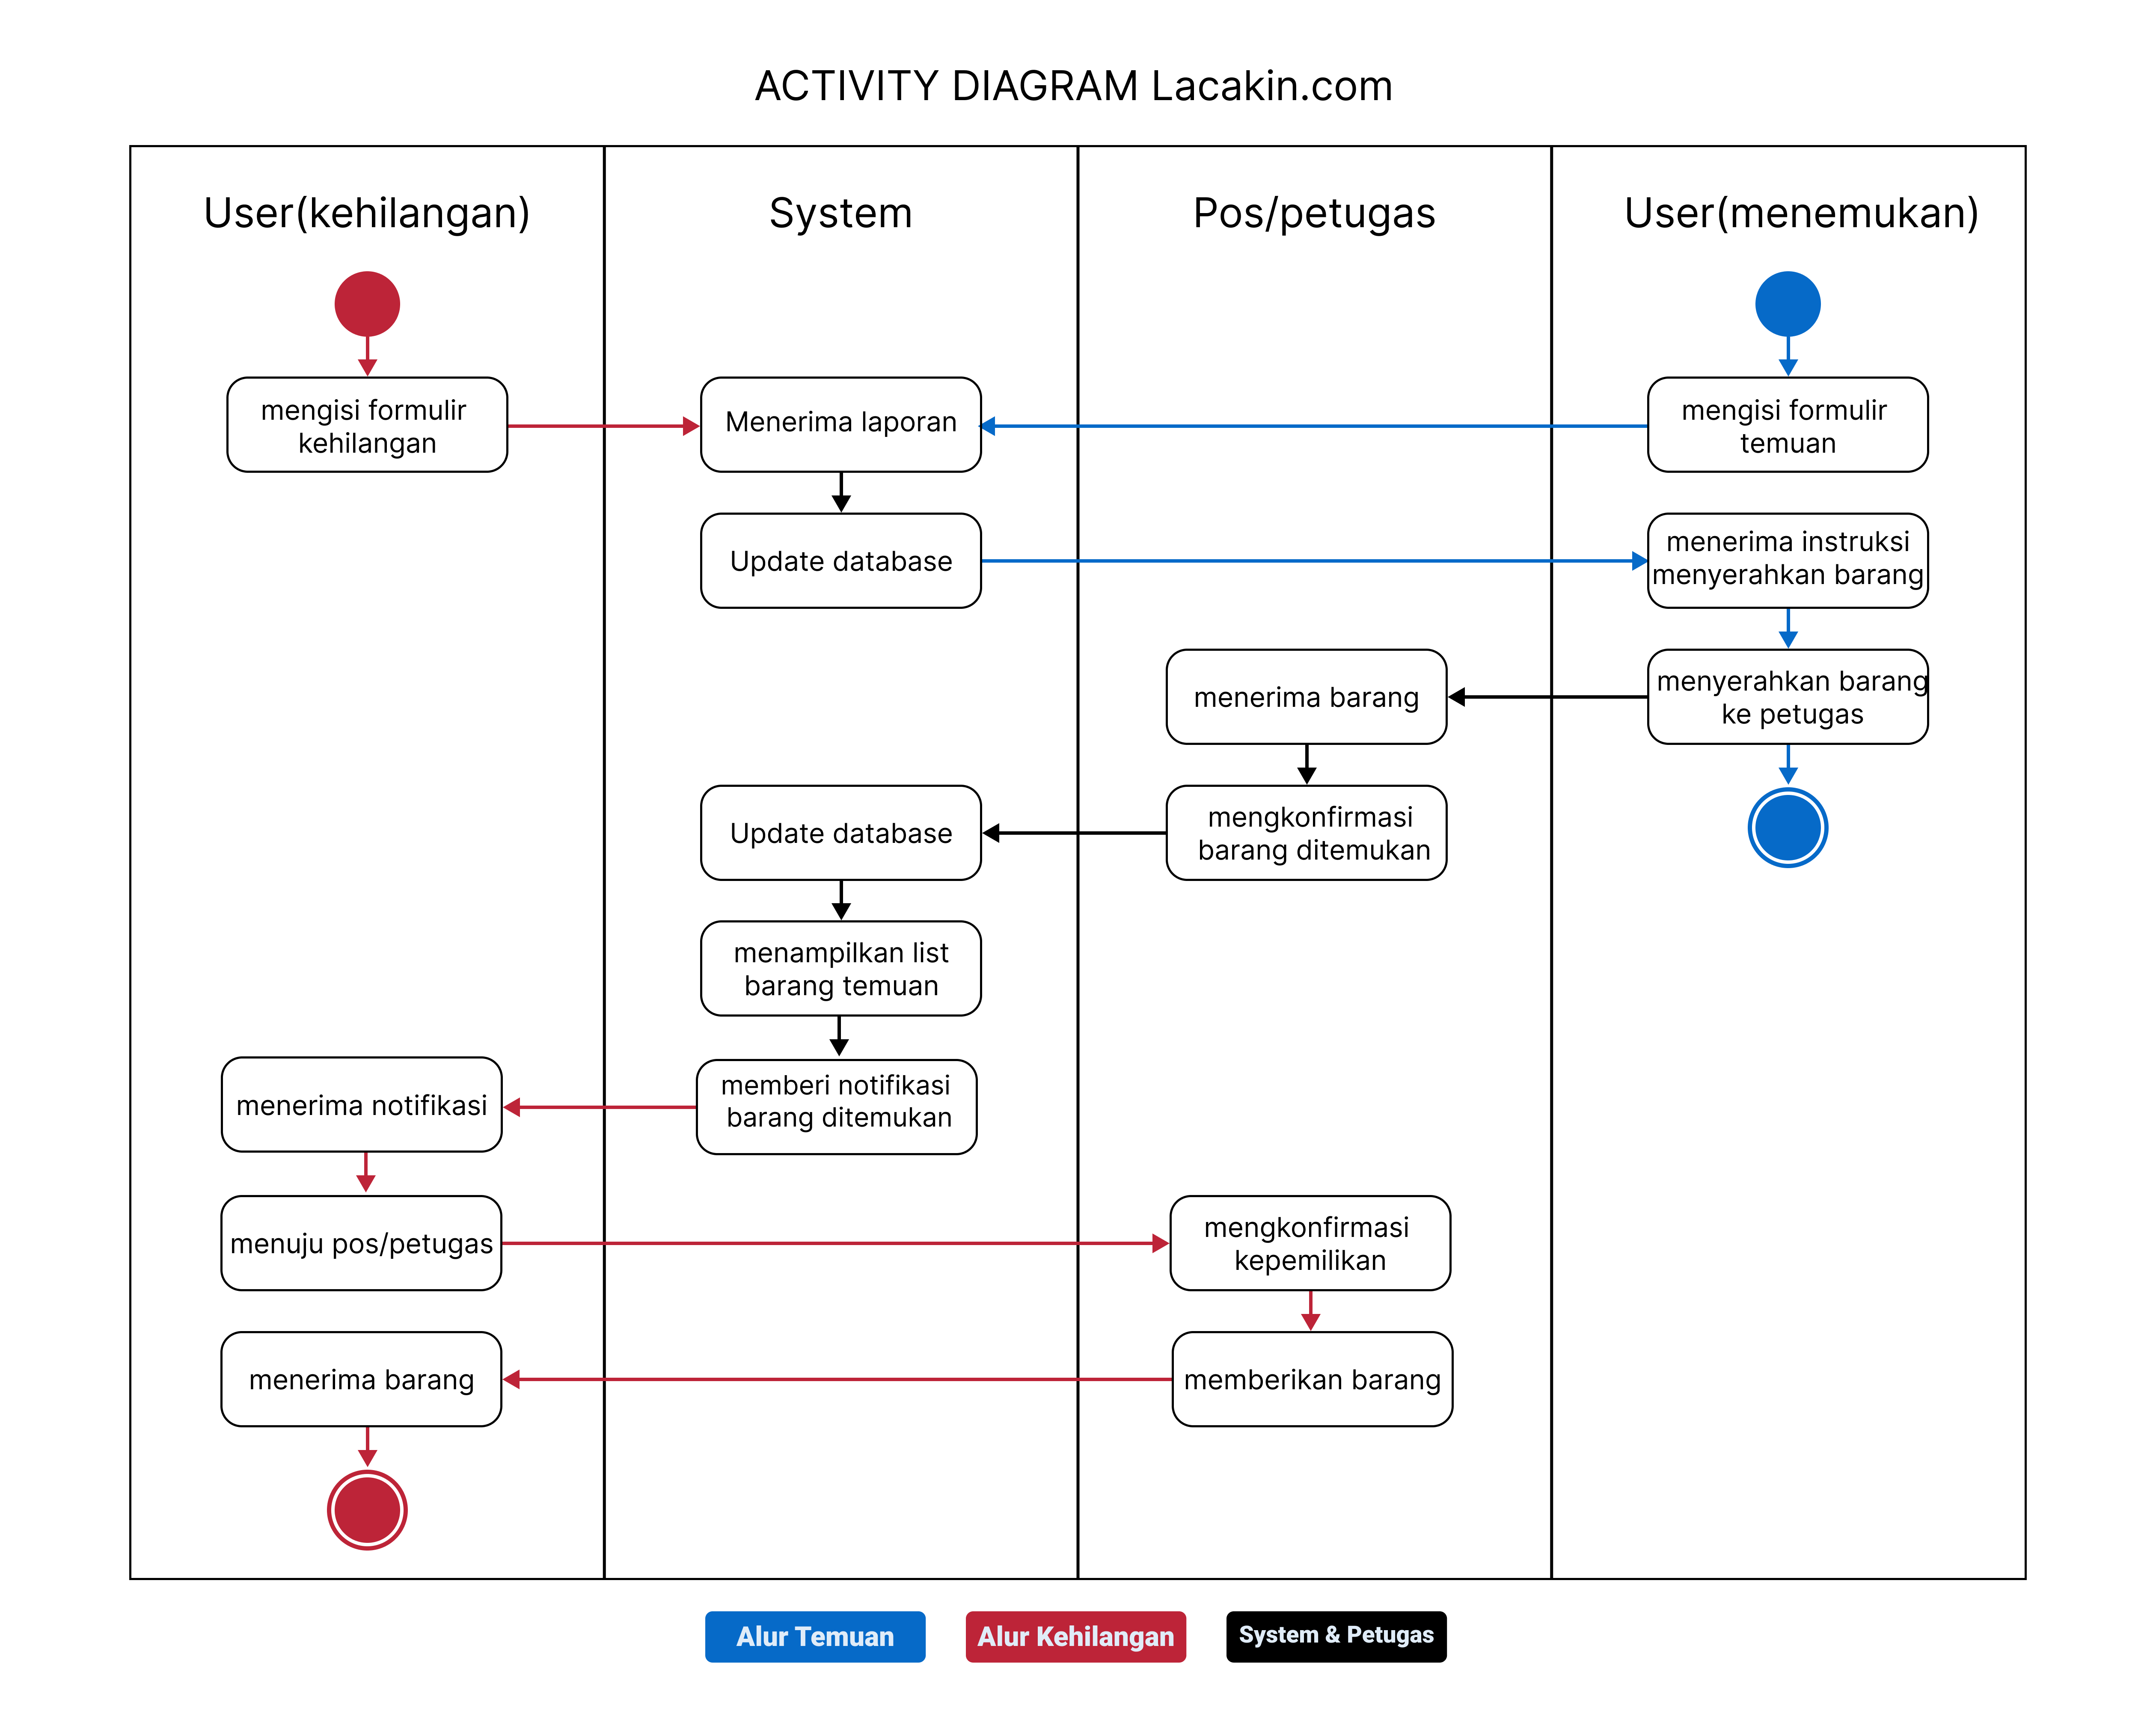 ACTIVITY DIAGRAM Lacakin.com
User(kehilangan)
System
Pos/petugas
User(menemukan)
mengisi formulir
kehilangan
Menerima laporan
mengisi formulir
temuan
Update database
menerima instruksi
menyerahkan barang
menerima barang
menyerahkan barang
ke petugas
Update database
mengkonfirmasi
barang ditemukan
menampilkan list
barang temuan
menerima notifikasi
memberi notifikasi
barang ditemukan
menuju pos/petugas
mengkonfirmasi
kepemilikan
menerima barang
memberikan barang
Alur Temuan
Alur Kehilangan
System & Petugas